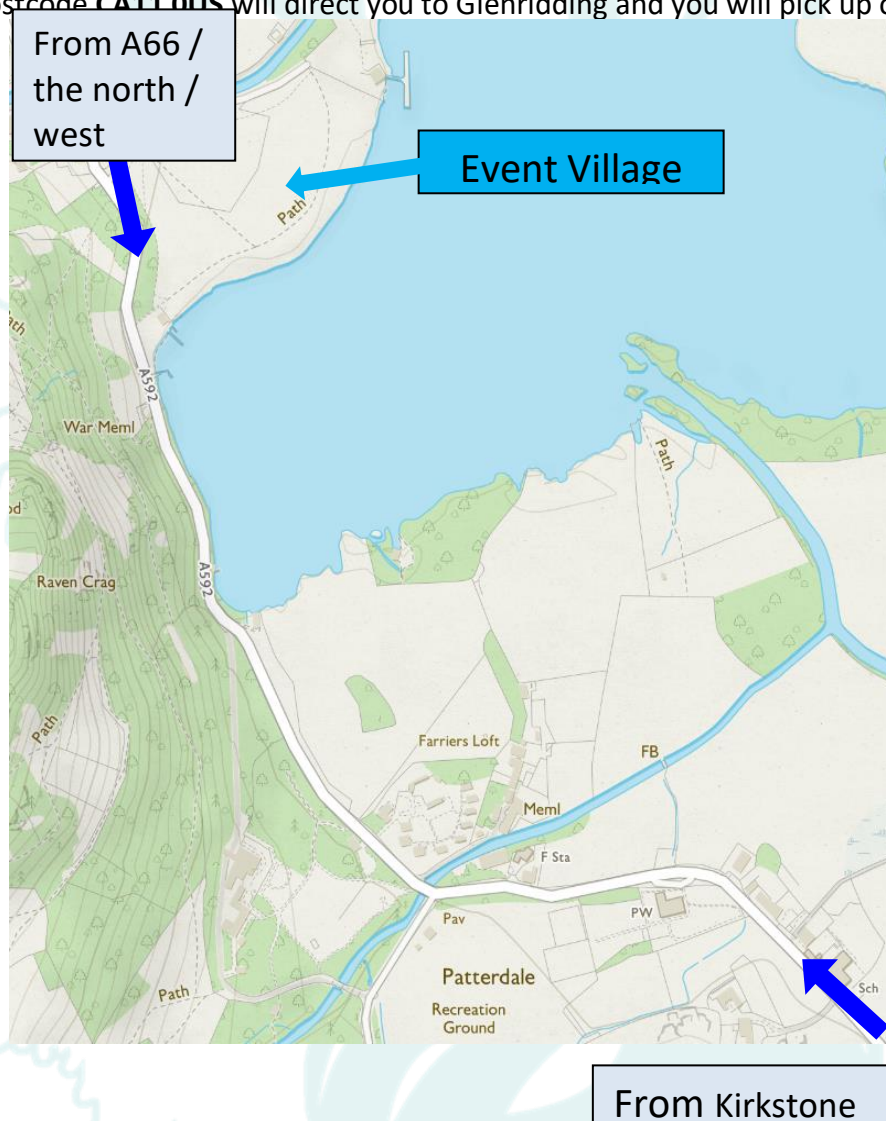 will direct you to Glenridding and you will pick up
From A66 /
the north /
west
Event Village
Path
A592
War Meml
Path
Raven Crag
A592
Path
Farriers Loft
FB
Meml
F Sta
PW
Pav
Patterdale
Sch
Path
Recreation
Ground
From Kirkstone